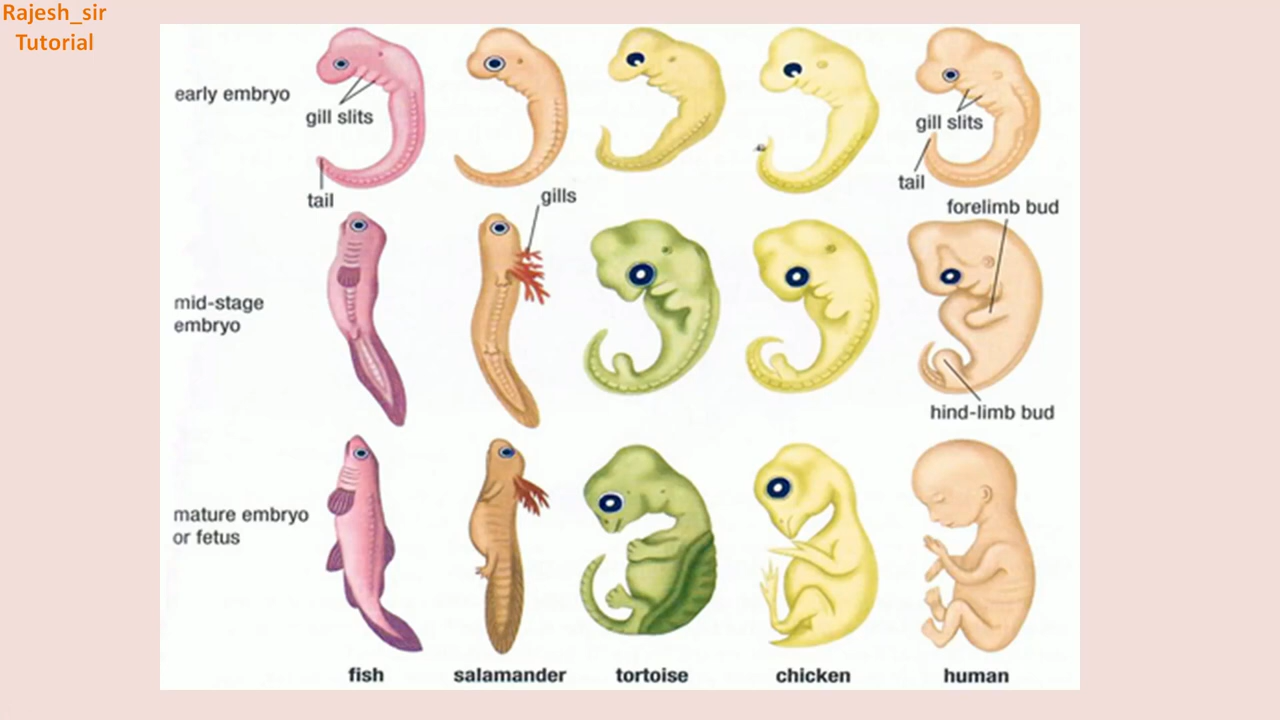 Rajesh_sir
Tutorial
early embryo
gill slits
tail
gill slits
tail
gills
forelimb bud
mid-stage
embryo
hind-limb bud
mature embryo
or fetus
fish
salamander
tortoise
chicken
human